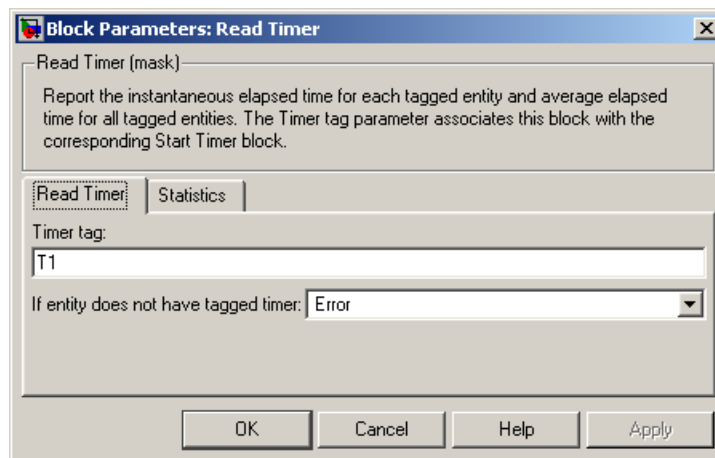 Block Parameters: Read Timer
Read Timer (mask)
Report the instantaneous elapsed time for each tagged entity and average elapsed
time for all tagged entities. The Timer tag parameter associates this block with the
corresponding Start Timer block.
Read Timer Statistics
Timer tag:
T1
If entity does not have tagged timer: Error
OK Cancel Help Apply